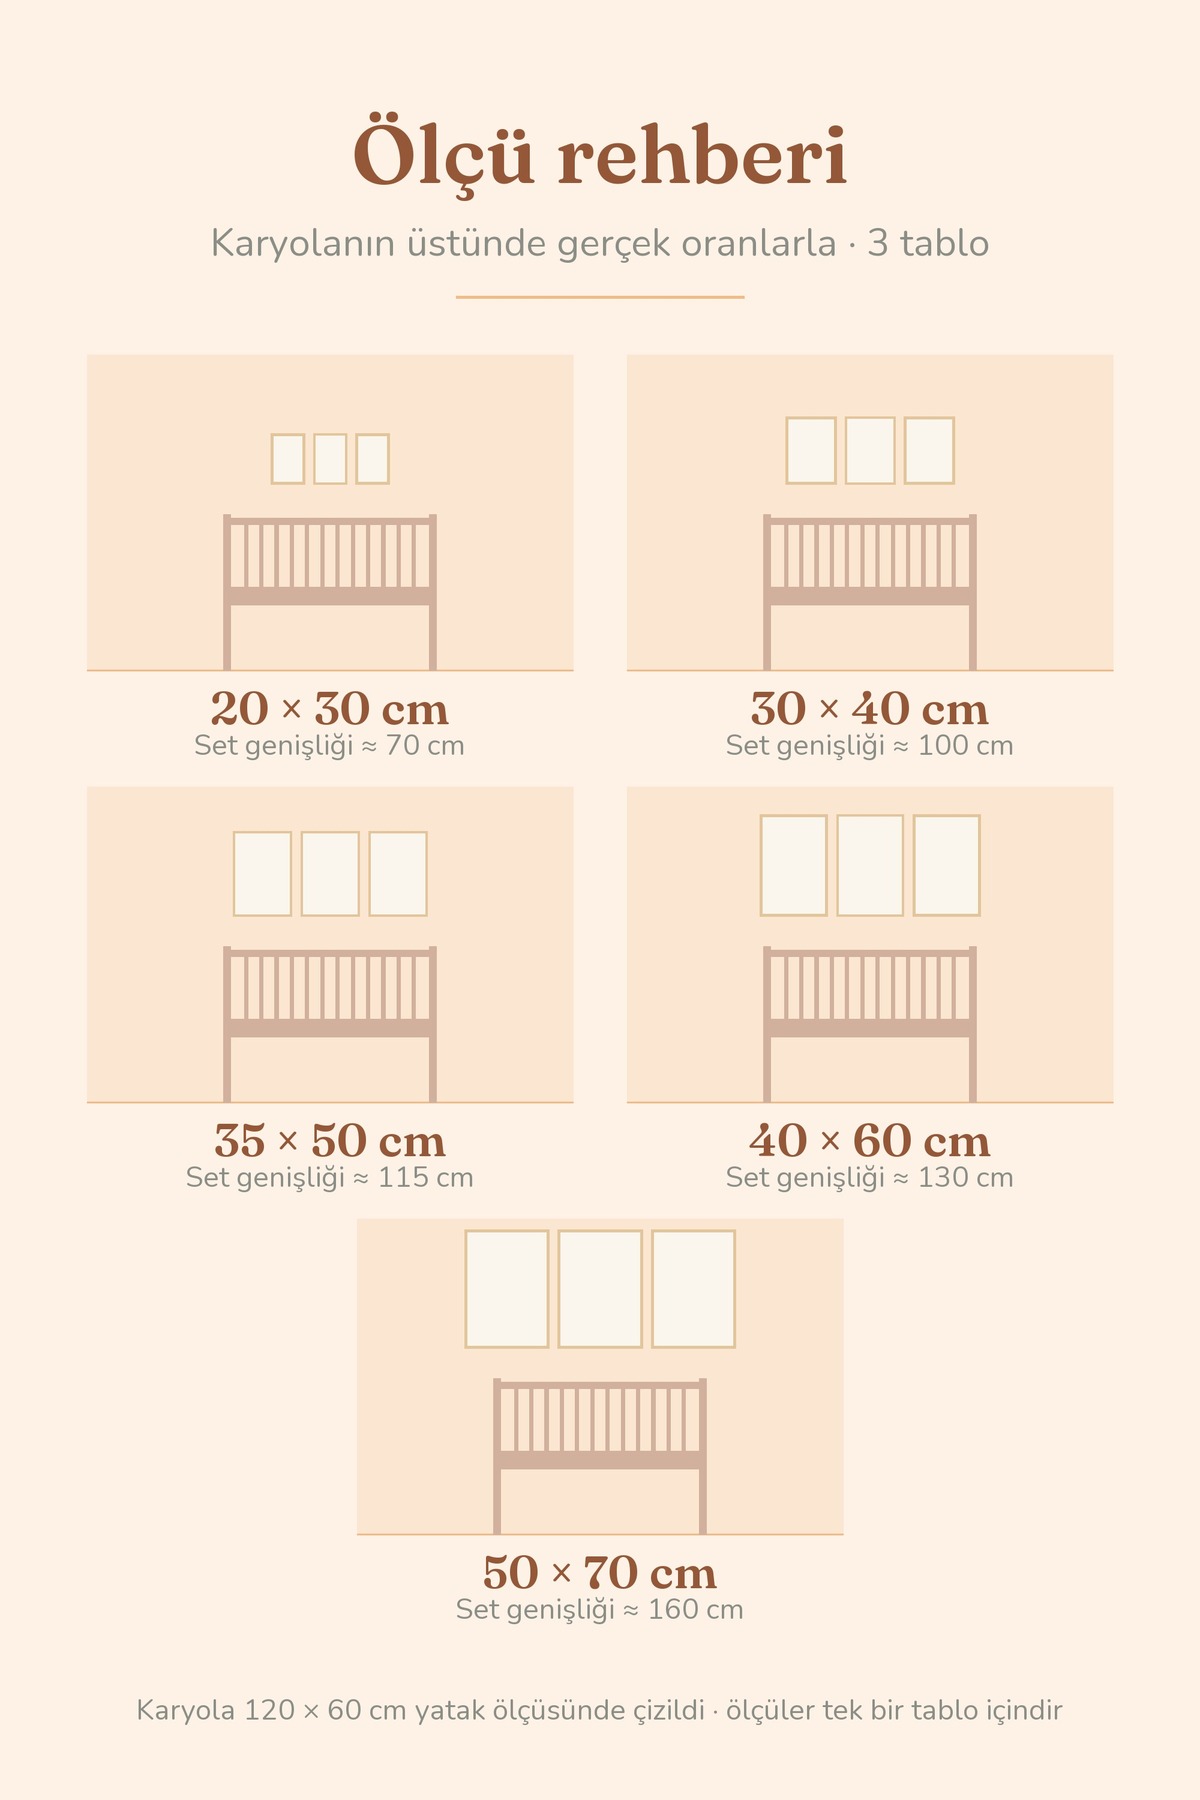 Ölçü rehberi
Karyolanın üstünde gerçek oranlarla · 3 tablo
20 × 30 cm
Set genişliği ≈ 70 cm
30 × 40 cm
Set genişliği ≈ 100 cm
35 × 50 cm
Set genişliği ≈ 115 cm
40 × 60 cm
Set genişliği ≈ 130 cm
50 × 70 cm
Set genişliği ≈ 160 cm
Karyola 120 × 60 cm yatak ölçüsünde çizildi · ölçüler tek bir tablo içindir